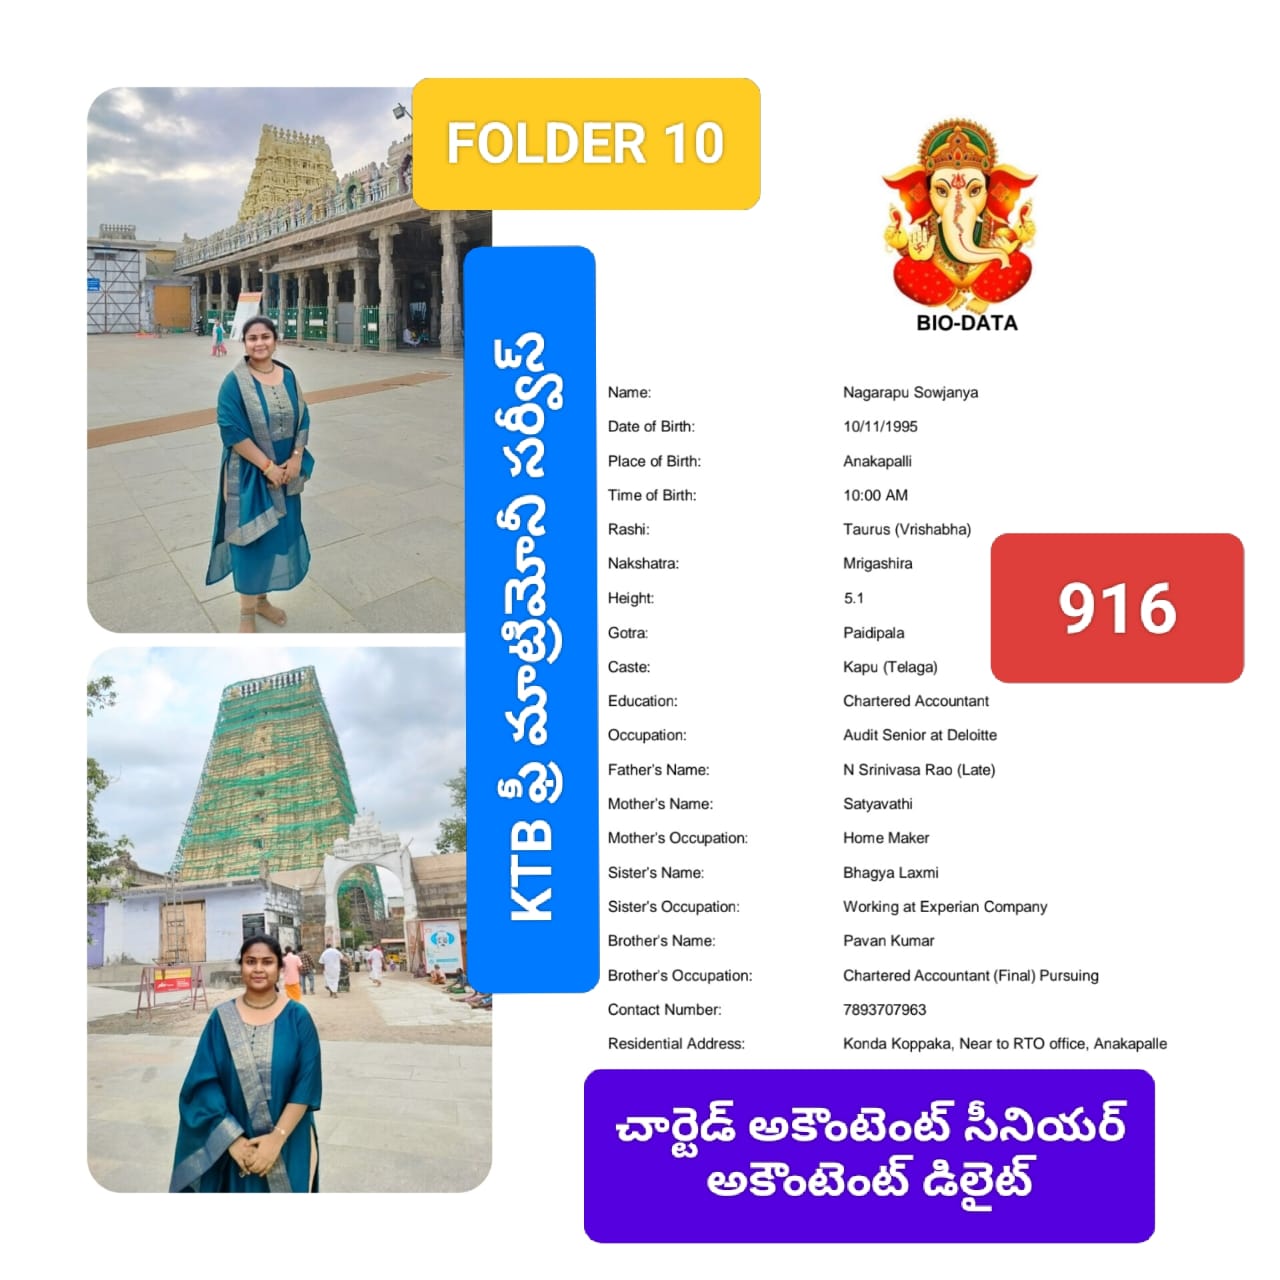 FOLDER 10
KTB ఫ్రీ మాట్రిమోనీ సర్వీస్
BIO-DATA
Name: Nagarapu Sowjanya
Date of Birth: 10/11/1995
Place of Birth: Anakapalli
Time of Birth: 10:00 AM
Rashi: Taurus (Vrishabha)
Nakshatra: Mrigashira
Height: 5.1
Gotra: Paidipala
Caste: Kapu (Telaga)
Education: Chartered Accountant
Occupation: Audit Senior at Deloitte
Father's Name: N Srinivasa Rao (Late)
Mother's Name: Satyavathi
Mother's Occupation: Home Maker
Sister's Name: Bhagya Laxmi
Sister's Occupation: Working at Experian Company
Brother's Name: Pavan Kumar
Brother's Occupation: Chartered Accountant (Final) Pursuing
Contact Number: 7893707963
Residential Address: Konda Koppaka, Near to RTO office, Anakapalle
916
చార్టెడ్ అకౌంటెంట్ సీనియర్
అకౌంటెంట్ డిలైట్